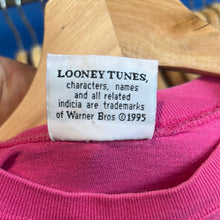 LOONEY TUNES,
characters, names
and all related
indicia are trademarks
of Warner Bros ©1995